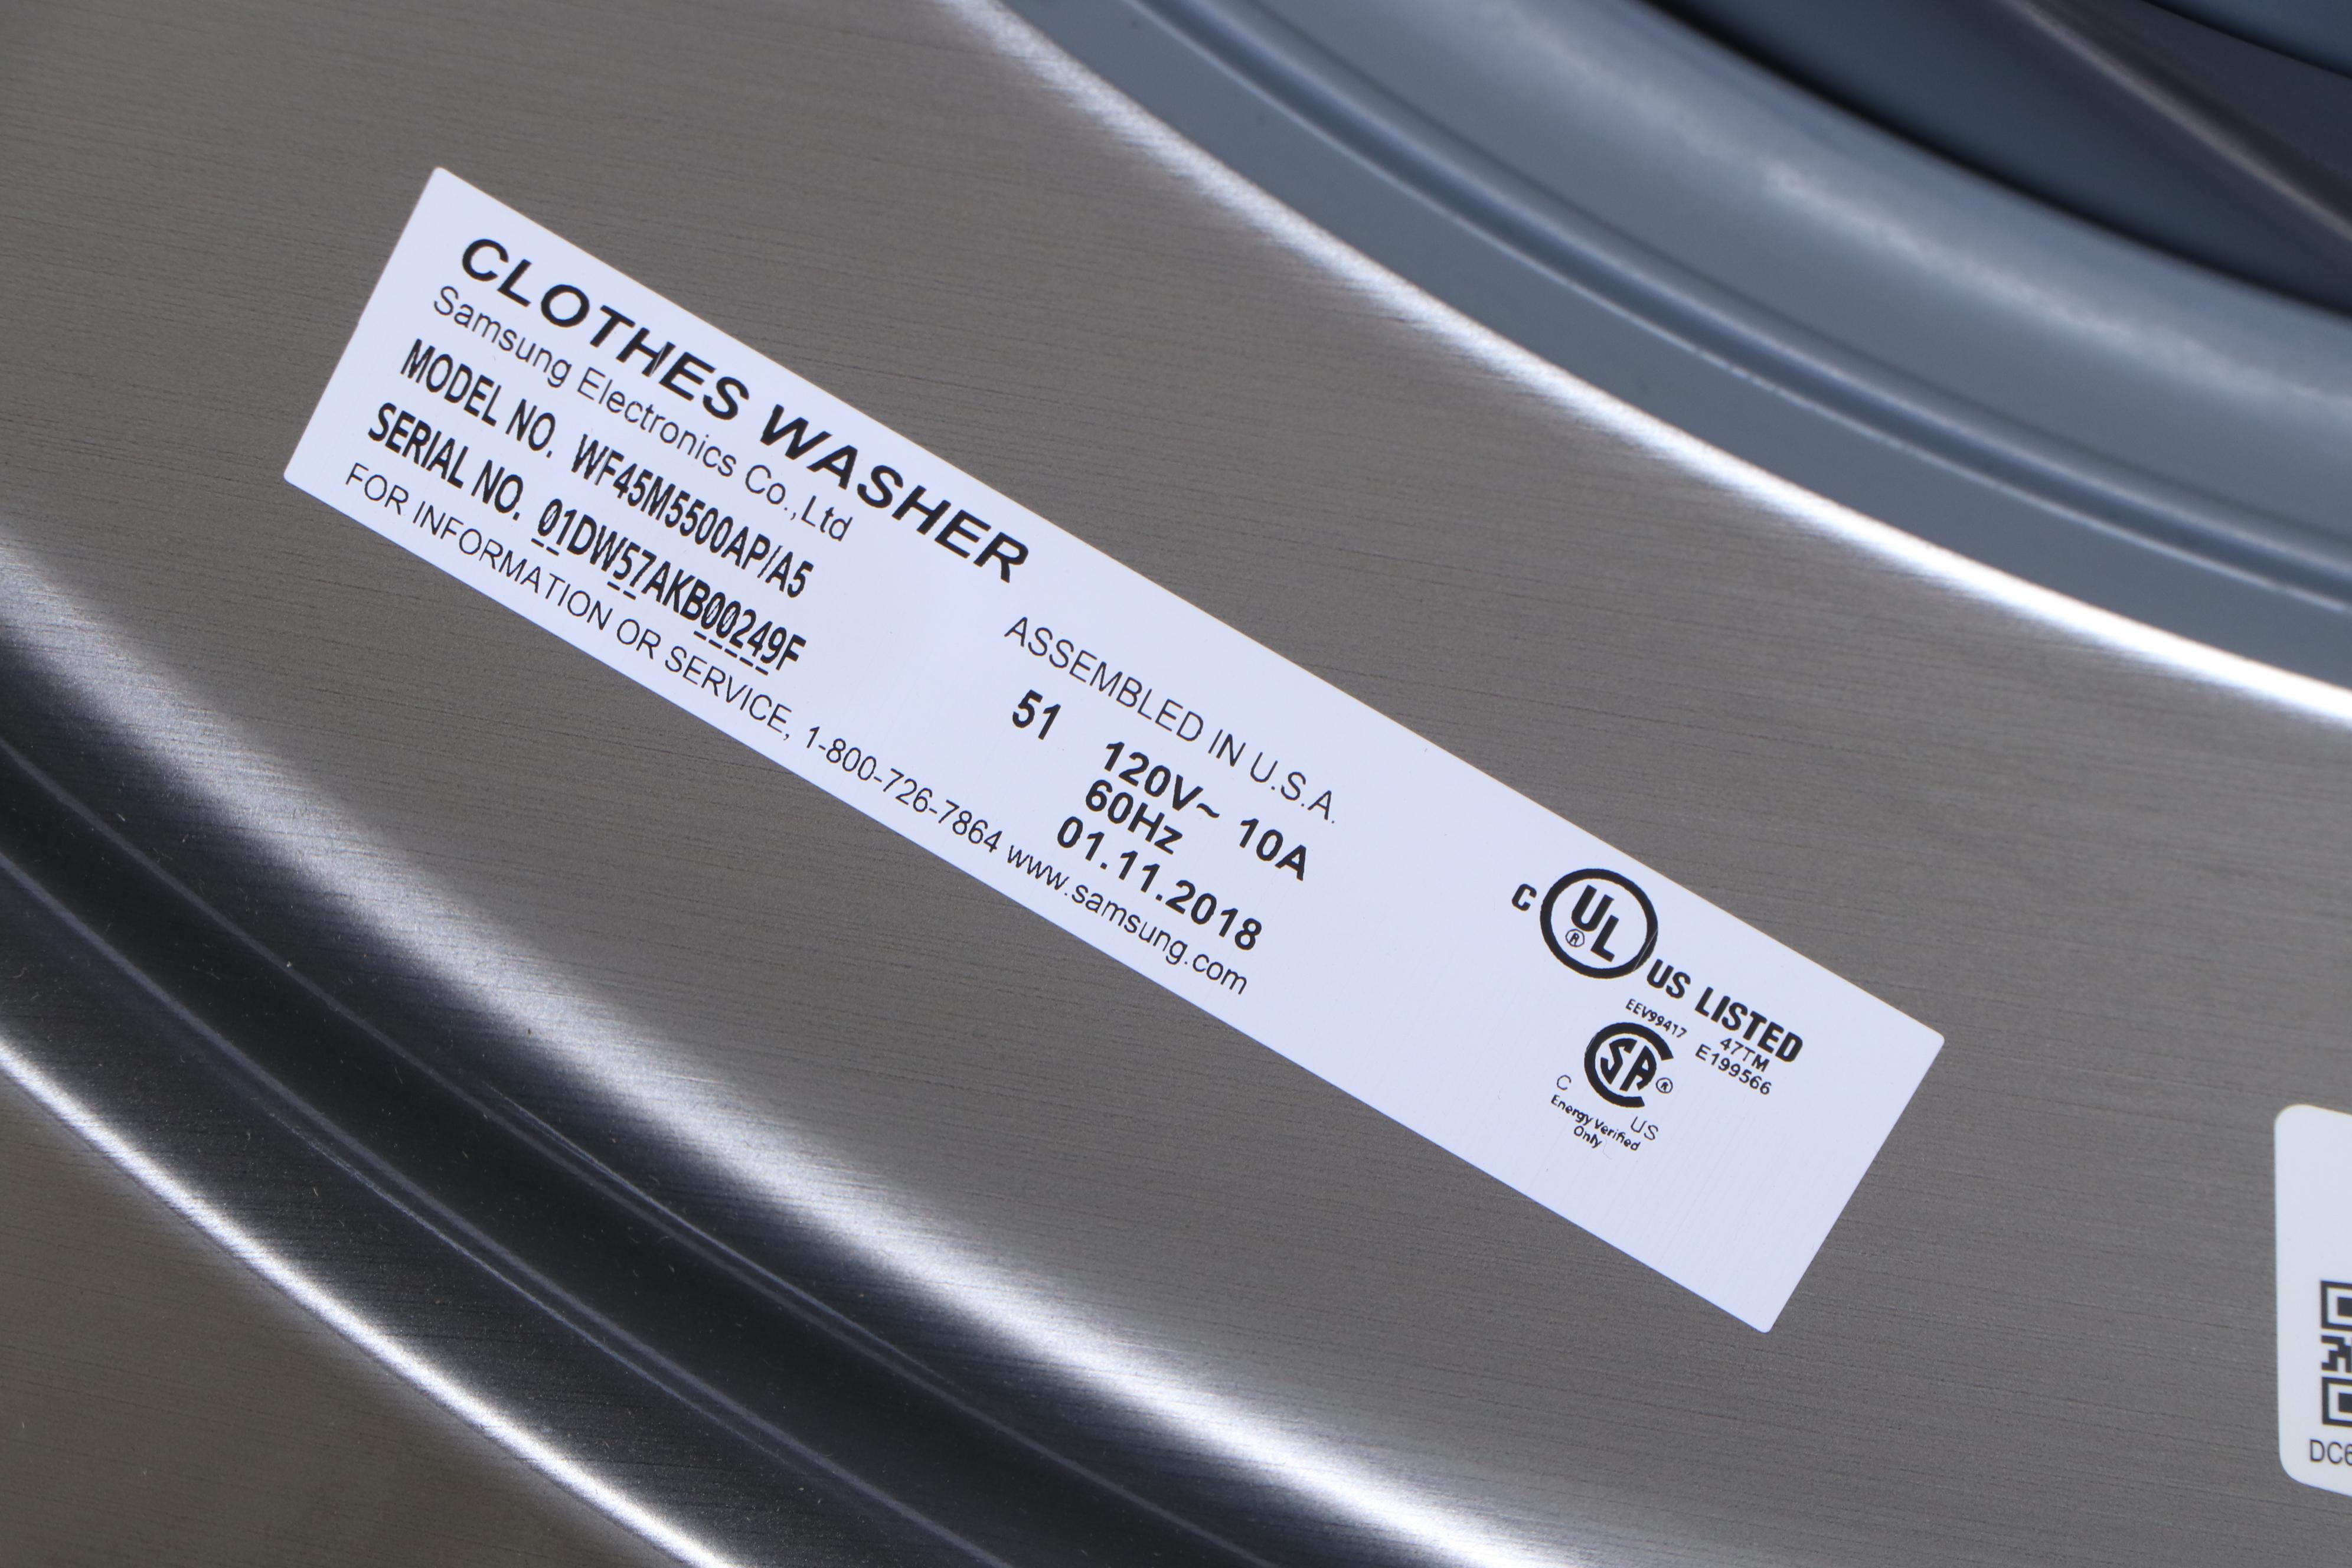 CLOTHES WASHER
Samsung Electronics Co.,Ltd
MODEL NO. WF45M5500AP/A5
SERIAL NO. 01DW57AKB00249F
FOR INFORMATION OR SERVICE, 1-800-726-7864 www.samsung.com
ASSEMBLED IN U.S.A.
51 120V~ 10A
60Hz
01.11.2018
C UL ® US LISTED
EEV99417 47TM
E199566
SA ®
C US
Energy Verified
Only
DC6